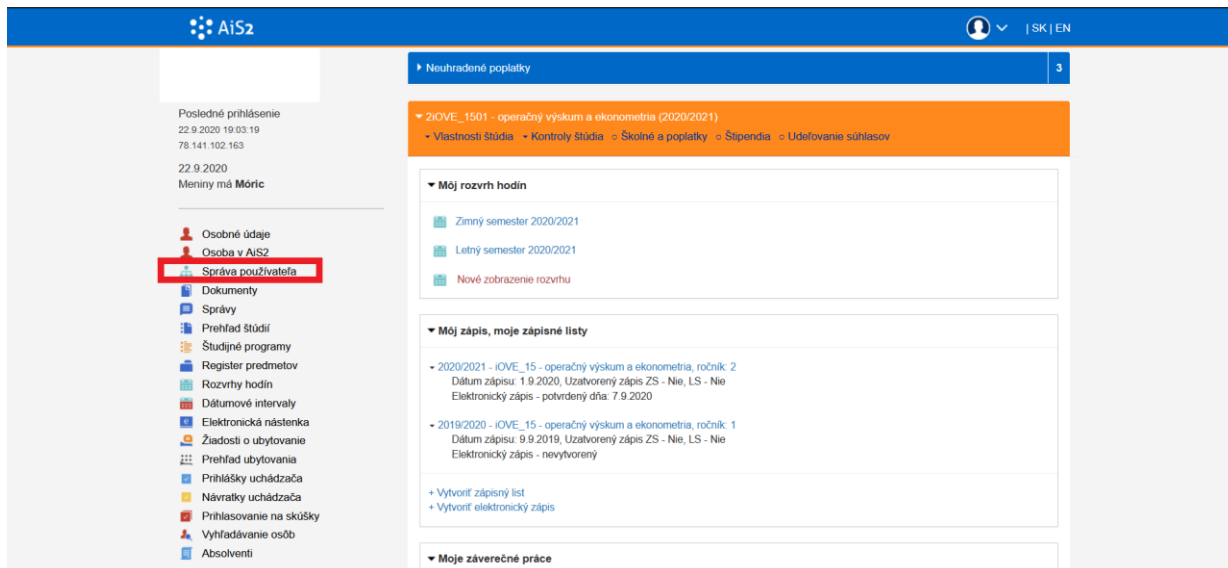 AiS2
| SK | EN
Neuhradené poplatky
3
Posledné prihlásenie
22.9.2020 19:03:19
78.141.102.163
22.9.2020
Meniny má Móric
Osobné údaje
Osoba v AiS2
Správa používateľa
Dokumenty
Správy
Prehľad štúdií
Študijné programy
Register predmetov
Rozvrhy hodín
Dátumové intervaly
Elektronická nástenka
Žiadosti o ubytovanie
Prehľad ubytovania
Prihlášky uchádzača
Návratky uchádzača
Prihlasovanie na skúšky
Vyhľadávanie osôb
Absolventi
2iOVE_1501 - operačný výskum a ekonometria (2020/2021)
Vlastnosti štúdia Kontroly štúdia Školné a poplatky Štipendia Udeľovanie súhlasov
Môj rozvrh hodín
Zimný semester 2020/2021
Letný semester 2020/2021
Nové zobrazenie rozvrhu
Môj zápis, moje zápisné listy
2020/2021 - iOVE_15 - operačný výskum a ekonometria, ročník: 2
Dátum zápisu: 1.9.2020, Uzatvorený zápis ZS - Nie, LS - Nie
Elektronický zápis - potvrdený dňa: 7.9.2020
2019/2020 - iOVE_15 - operačný výskum a ekonometria, ročník: 1
Dátum zápisu: 9.9.2019, Uzatvorený zápis ZS - Nie, LS - Nie
Elektronický zápis - nevytvorený
+ Vytvoriť zápisný list
+ Vytvoriť elektronický zápis
Moje záverečné práce